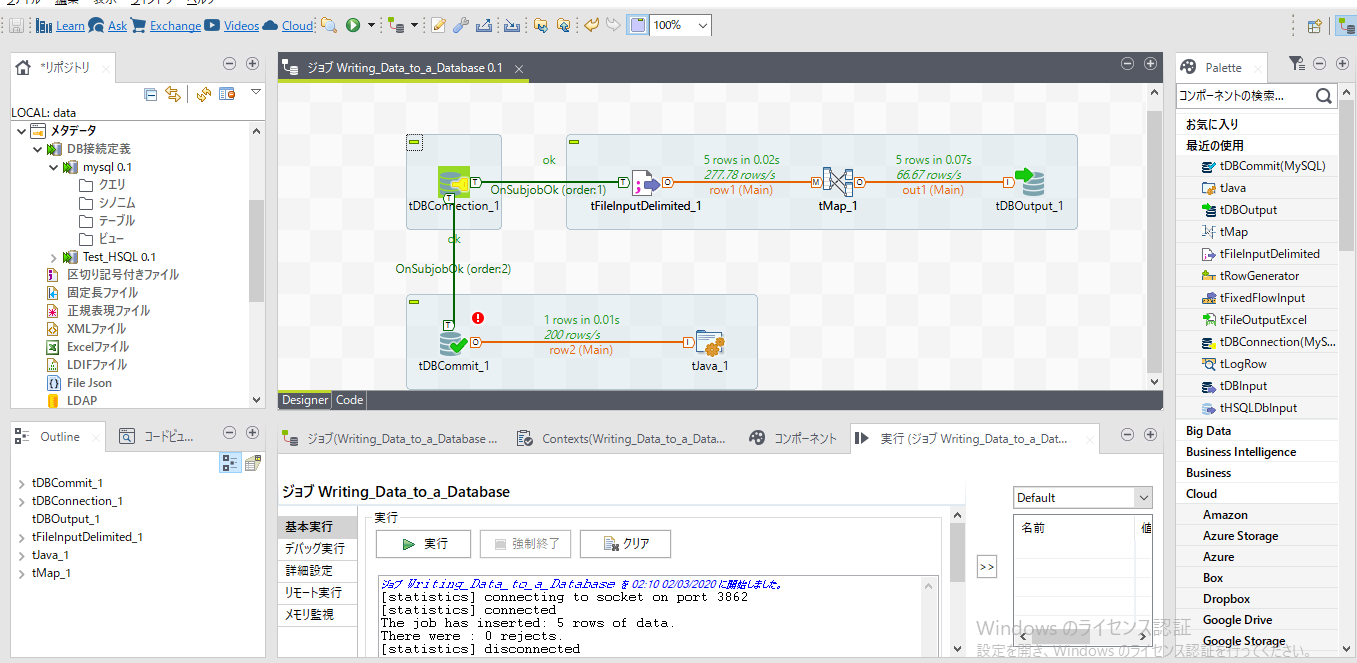 Learn Ask Exchange Videos Cloud 100%
*リポジトリ
LOCAL: data
メタデータ
DB接続定義
mysql 0.1
クエリ
シノニム
テーブル
ビュー
Test_HSQL 0.1
区切り記号付きファイル
固定長ファイル
正規表現ファイル
XMLファイル
Excelファイル
LDIFファイル
File Json
LDAP
Outline
コードビュ...
tDBCommit_1
tDBConnection_1
tDBOutput_1
tFileInputDelimited_1
tJava_1
tMap_1
ジョブ Writing_Data_to_a_Database 0.1
ok
5 rows in 0.02s
5 rows in 0.07s
277.78 rows/s
66.67 rows/s
OnSubjobOk (order:1)
row1 (Main)
out1 (Main)
tDBConnection_1
tFileInputDelimited_1
tMap_1
tDBOutput_1
ok
OnSubjobOk (order:2)
1 rows in 0.01s
200 rows/s
row2 (Main)
tDBCommit_1
tJava_1
Designer Code
ジョブ(Writing_Data_to_a_Database ...
Contexts(Writing_Data_to_a_Data...
コンポーネント
実行 (ジョブ Writing_Data_to_a_Dat...
ジョブ Writing_Data_to_a_Database
基本実行
デバッグ実行
詳細設定
リモート実行
メモリ監視
実行
実行
強制終了
クリア
ジョブ Writing_Data_to_a_Database を 02:10 02/03/2020 に開始しました。
[statistics] connecting to socket on port 3862
[statistics] connected
The job has inserted: 5 rows of data.
There were : 0 rejects.
[statistics] disconnected
Default
名前
値
>>
Palette
コンポーネントの検索...
お気に入り
最近の使用
tDBCommit(MySQL)
tJava
tDBOutput
tMap
tFileInputDelimited
tRowGenerator
tFixedFlowInput
tFileOutputExcel
tDBConnection(MyS...
tLogRow
tDBInput
tHSQLDbInput
Big Data
Business Intelligence
Business
Cloud
Amazon
Azure Storage
Azure
Box
Dropbox
Google Drive
Google Storage
Windows のライセンス認証
設定を開き、Windows のライセンス認証を行ってください。